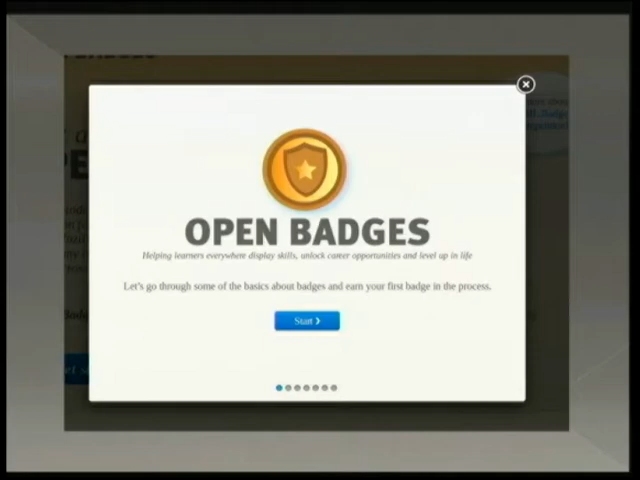 OPEN BADGES
Helping learners everywhere display skills, unlock career opportunities and level up in life
Let's go through some of the basics about badges and earn your first badge in the process.
Start ›